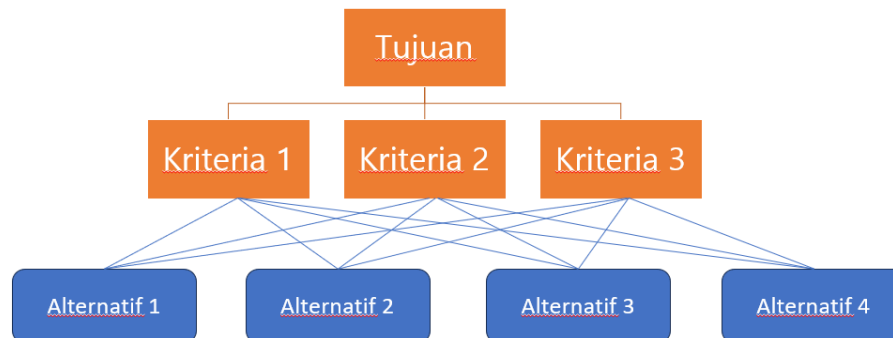 Tujuan
Kriteria 1
Kriteria 2
Kriteria 3
Alternatif 1
Alternatif 2
Alternatif 3
Alternatif 4